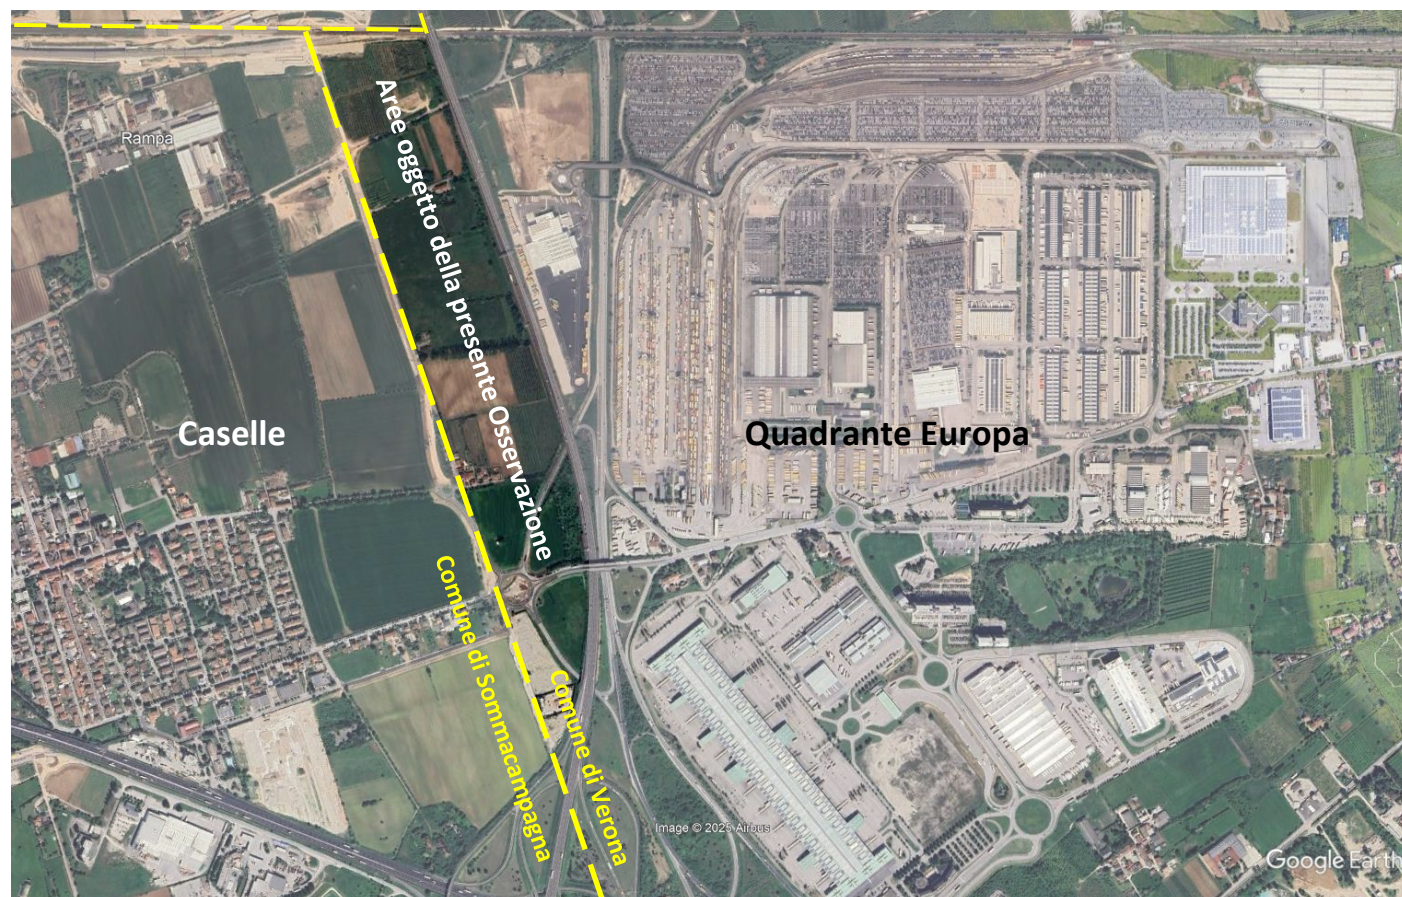 Rampa
Aree oggetto della presente Osservazione
Caselle
Quadrante Europa
Comune di Sommacampagna
Comune di Verona
Image © 2025 Airbus
Google Earth